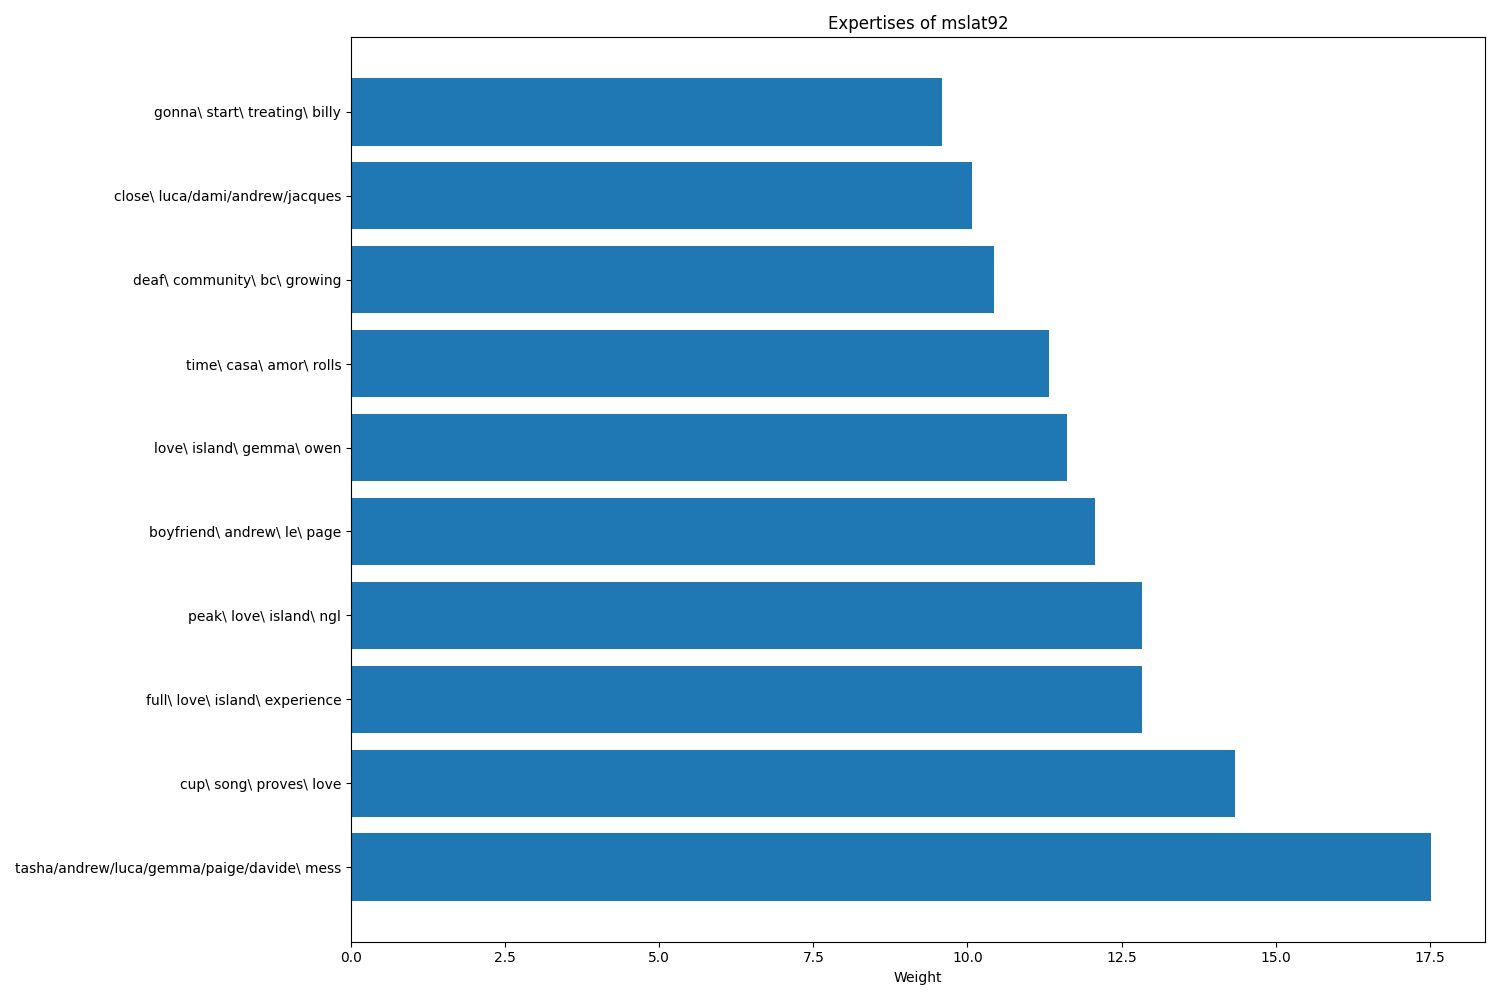 Expertises of mslat92
gonna\ start\ treating\ billy
close\ luca/dami/andrew/jacques
deaf\ community\ bc\ growing
time\ casa\ amor\ rolls
love\ island\ gemma\ owen
boyfriend\ andrew\ le\ page
peak\ love\ island\ ngl
full\ love\ island\ experience
cup\ song\ proves\ love
tasha/andrew/luca/gemma/paige/davide\ mess
0.0 2.5 5.0 7.5 10.0 12.5 15.0 17.5
Weight